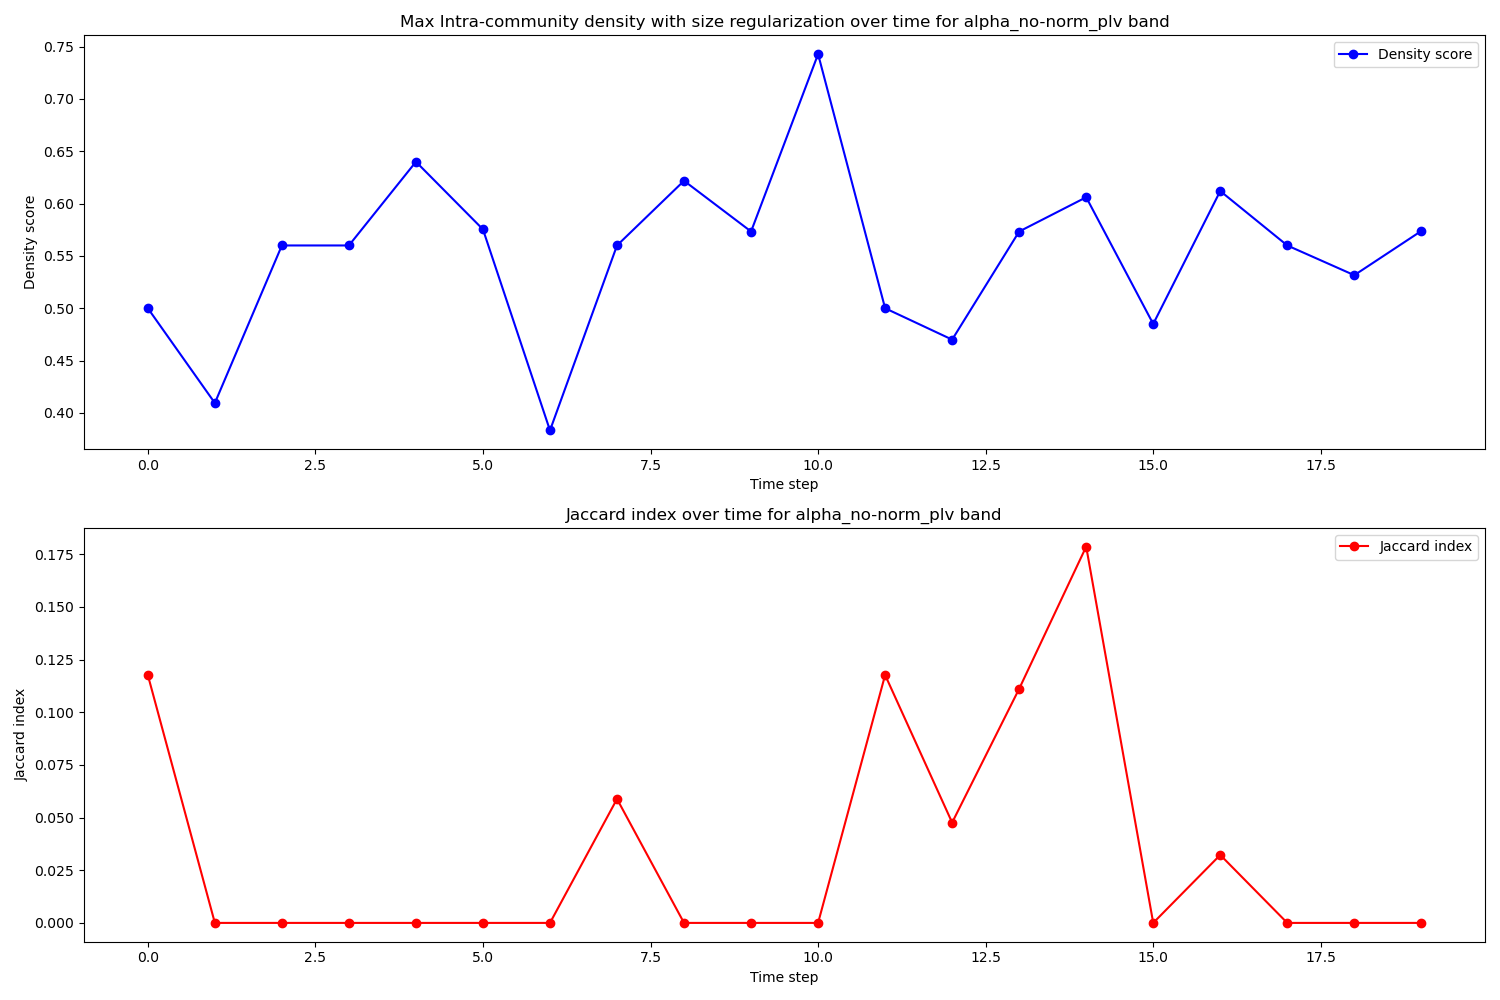 Max Intra-community density with size regularization over time for alpha_no-norm_plv band
Density score
0.75
0.70
0.65
0.60
0.55
0.50
0.45
0.40
Density score
0.0 2.5 5.0 7.5 10.0 12.5 15.0 17.5
Time step
Jaccard index over time for alpha_no-norm_plv band
Jaccard index
0.175
0.150
0.125
0.100
0.075
0.050
0.025
0.000
Jaccard index
0.0 2.5 5.0 7.5 10.0 12.5 15.0 17.5
Time step